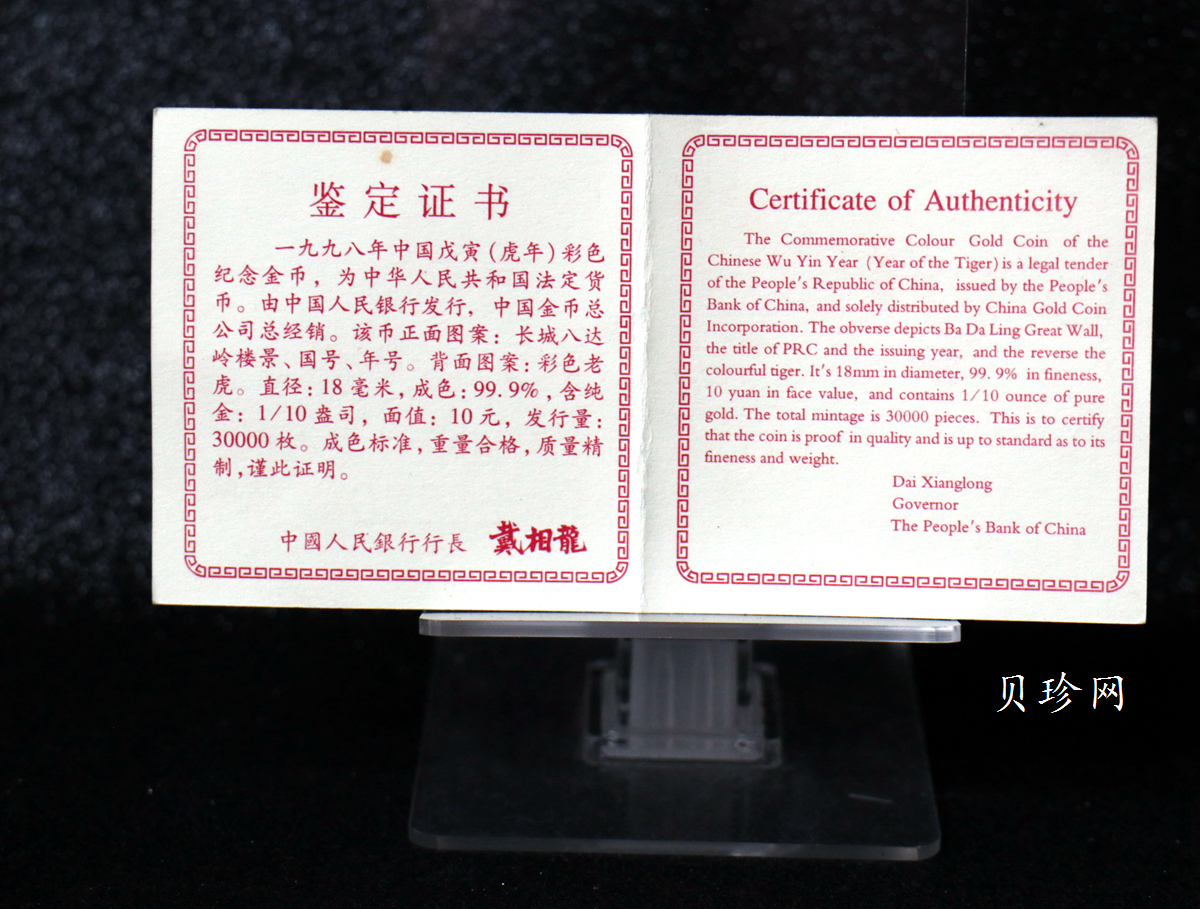 鉴定证书
一九九八年中国戊寅(虎年)彩色
纪念金币，为中华人民共和国法定货
币。由中国人民银行发行，中国金币总
公司总经销。该币正面图案：长城八达
岭楼景、国号、年号。背面图案：彩色老
虎。直径：18毫米，成色：99.9%，含纯
金：1/10盎司，面值：10元，发行量：
30000枚。成色标准，重量合格，质量精
制，谨此证明。
中國人民銀行行長 戴相龍
Certificate of Authenticity
The Commemorative Colour Gold Coin of the
Chinese Wu Yin Year (Year of the Tiger) is a legal tender
of the People's Republic of China, issued by the People's
Bank of China, and solely distributed by China Gold Coin
Incorporation. The obverse depicts Ba Da Ling Great Wall,
the title of PRC and the issuing year, and the reverse the
colourful tiger. It's 18mm in diameter, 99.9% in fineness,
10 yuan in face value, and contains 1/10 ounce of pure
gold. The total mintage is 30000 pieces. This is to certify
that the coin is proof in quality and is up to standard as to its
fineness and weight.
Dai Xianglong
Governor
The People's Bank of China
贝珍网